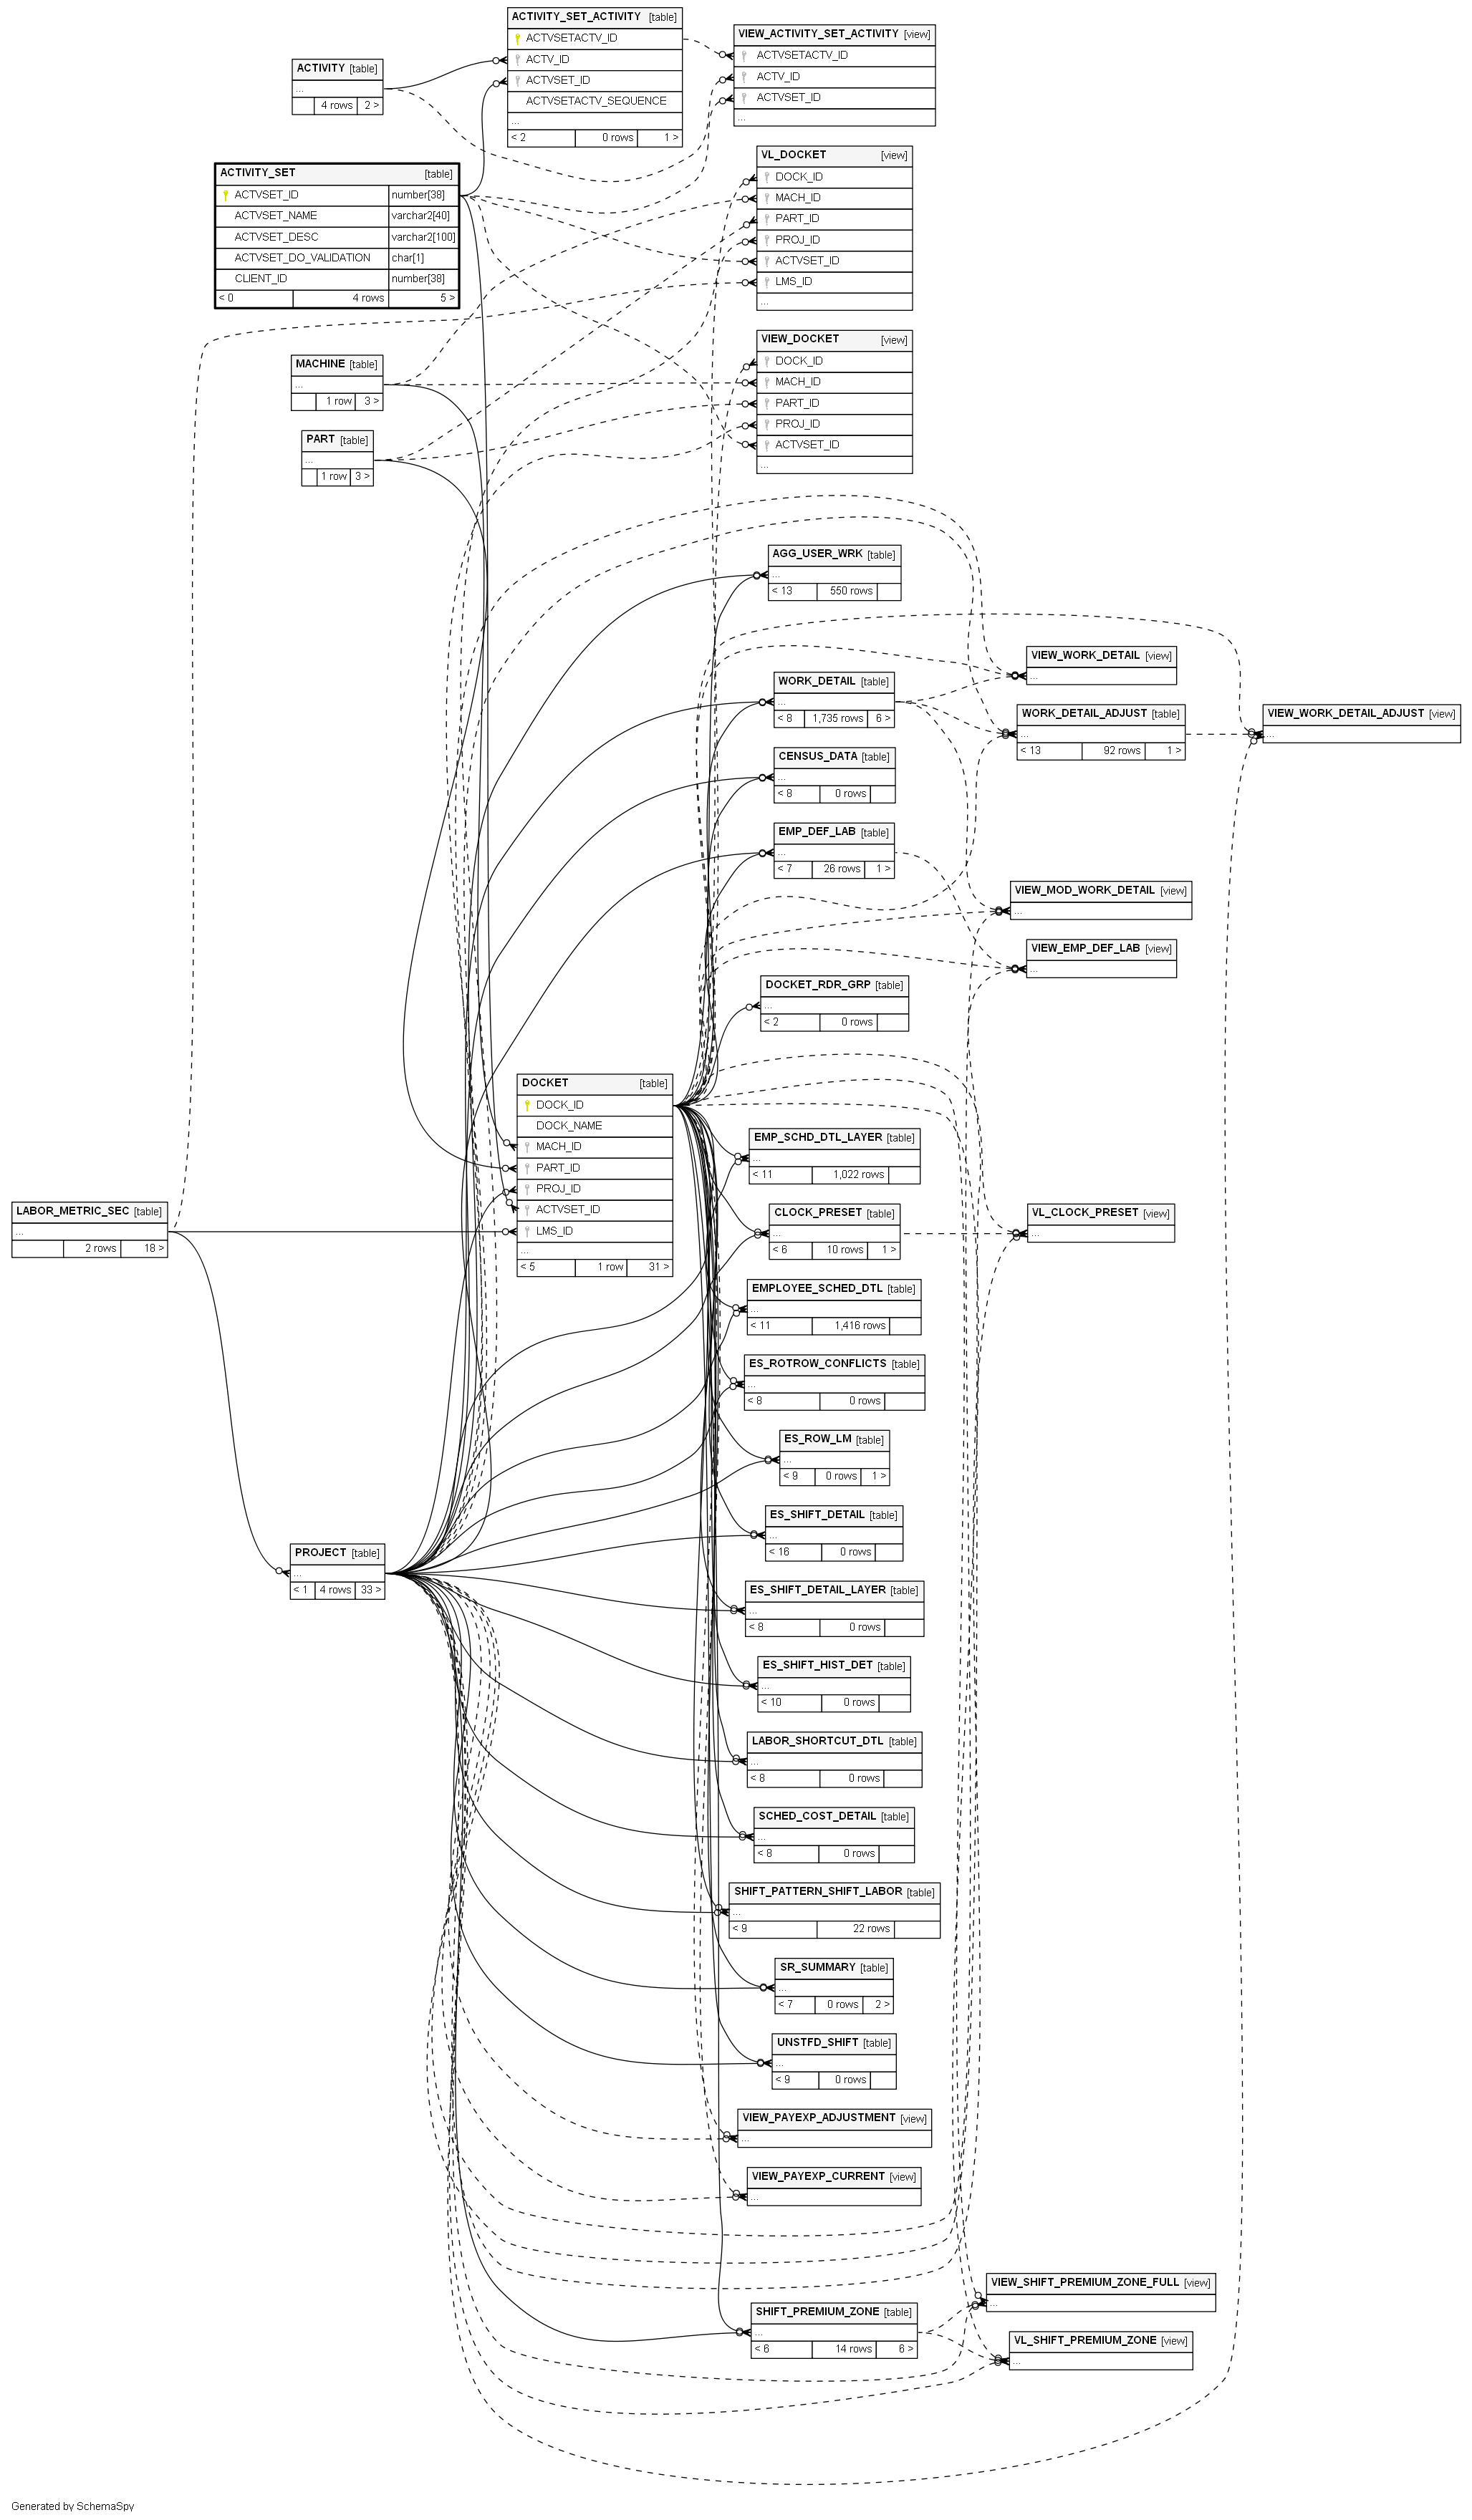 ACTIVITY_SET_ACTIVITY [table]
ACTVSETACTV_ID
ACTV_ID
ACTVSET_ID
ACTVSETACTV_SEQUENCE
...
< 2 0 rows 1 >
VIEW_ACTIVITY_SET_ACTIVITY [view]
ACTVSETACTV_ID
ACTV_ID
ACTVSET_ID
...
ACTIVITY [table]
...
4 rows 2 >
VL_DOCKET [view]
DOCK_ID
MACH_ID
PART_ID
PROJ_ID
ACTVSET_ID
LMS_ID
...
ACTIVITY_SET [table]
ACTVSET_ID number[38]
ACTVSET_NAME varchar2[40]
ACTVSET_DESC varchar2[100]
ACTVSET_DO_VALIDATION char[1]
CLIENT_ID number[38]
< 0 4 rows 5 >
VIEW_DOCKET [view]
DOCK_ID
MACH_ID
PART_ID
PROJ_ID
ACTVSET_ID
...
MACHINE [table]
...
1 row 3 >
PART [table]
...
1 row 3 >
AGG_USER_WRK [table]
...
< 13 550 rows
VIEW_WORK_DETAIL [view]
...
WORK_DETAIL [table]
...
< 8 1,735 rows 6 >
WORK_DETAIL_ADJUST [table]
...
< 13 92 rows 1 >
VIEW_WORK_DETAIL_ADJUST [view]
...
CENSUS_DATA [table]
...
< 8 0 rows
EMP_DEF_LAB [table]
...
< 7 26 rows 1 >
VIEW_MOD_WORK_DETAIL [view]
...
VIEW_EMP_DEF_LAB [view]
...
DOCKET_RDR_GRP [table]
...
< 2 0 rows
DOCKET [table]
DOCK_ID
DOCK_NAME
MACH_ID
PART_ID
PROJ_ID
ACTVSET_ID
LMS_ID
...
< 5 1 row 31 >
EMP_SCHD_DTL_LAYER [table]
...
< 11 1,022 rows
LABOR_METRIC_SEC [table]
...
2 rows 18 >
CLOCK_PRESET [table]
...
< 6 10 rows 1 >
VL_CLOCK_PRESET [view]
...
EMPLOYEE_SCHED_DTL [table]
...
< 11 1,416 rows
ES_ROTROW_CONFLICTS [table]
...
< 8 0 rows
ES_ROW_LM [table]
...
< 9 0 rows 1 >
ES_SHIFT_DETAIL [table]
...
< 16 0 rows
PROJECT [table]
...
< 1 4 rows 33 >
ES_SHIFT_DETAIL_LAYER [table]
...
< 8 0 rows
ES_SHIFT_HIST_DET [table]
...
< 10 0 rows
LABOR_SHORTCUT_DTL [table]
...
< 8 0 rows
SCHED_COST_DETAIL [table]
...
< 8 0 rows
SHIFT_PATTERN_SHIFT_LABOR [table]
...
< 9 22 rows
SR_SUMMARY [table]
...
< 7 0 rows 2 >
UNSTFD_SHIFT [table]
...
< 9 0 rows
VIEW_PAYEXP_ADJUSTMENT [view]
...
VIEW_PAYEXP_CURRENT [view]
...
VIEW_SHIFT_PREMIUM_ZONE_FULL [view]
...
SHIFT_PREMIUM_ZONE [table]
...
< 6 14 rows 6 >
VL_SHIFT_PREMIUM_ZONE [view]
...
Generated by SchemaSpy